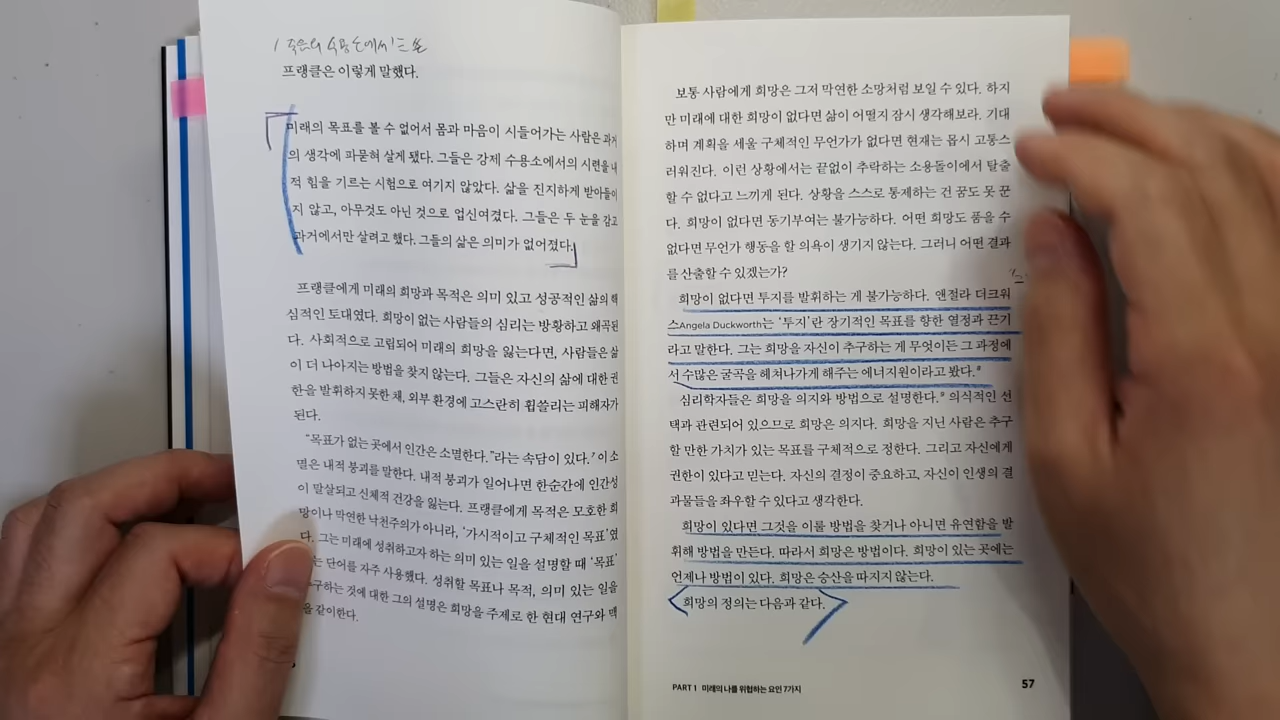 프랭클은 이렇게 말했다.
미래의 목표를 볼 수 없어서 몸과 마음이 시들어가는 사람은 과거
의 생각에 파묻혀 살게 됐다. 그들은 강제 수용소에서의 시련을 내
적 힘을 기르는 시험으로 여기지 않았다. 삶을 진지하게 받아들이
지 않고, 아무것도 아닌 것으로 업신여겼다. 그들은 두 눈을 감고
과거에서만 살려고 했다. 그들의 삶은 의미가 없어졌다.
프랭클에게 미래의 희망과 목적은 의미 있고 성공적인 삶의 핵
심적인 토대였다. 희망이 없는 사람들의 심리는 방황하고 왜곡된
다. 사회적으로 고립되어 미래의 희망을 잃는다면, 사람들은 삶
이 더 나아지는 방법을 찾지 않는다. 그들은 자신의 삶에 대한 권
한을 발휘하지 못한 채, 외부 환경에 고스란히 휩쓸리는 피해자가
된다.
“목표가 없는 곳에서 인간은 소멸한다.”라는 속담이 있다.⁷ 이 소
멸은 내적 붕괴를 말한다. 내적 붕괴가 일어나면 한순간에 인간성
이 말살되고 신체적 건강을 잃는다. 프랭클에게 목적은 모호한 희
망이나 막연한 낙천주의가 아니라, ‘가시적이고 구체적인 목표’였
다. 그는 미래에 성취하고자 하는 의미 있는 일을 설명할 때 ‘목표’
는 단어를 자주 사용했다. 성취할 목표나 목적, 의미 있는 일을
구하는 것에 대한 그의 설명은 희망을 주제로 한 현대 연구와 맥
을 같이한다.
보통 사람에게 희망은 그저 막연한 소망처럼 보일 수 있다. 하지
만 미래에 대한 희망이 없다면 삶이 어떨지 잠시 생각해보라. 기대
하며 계획을 세울 구체적인 무언가가 없다면 현재는 몹시 고통스
러워진다. 이런 상황에서는 끝없이 추락하는 소용돌이에서 탈출
할 수 없다고 느끼게 된다. 상황을 스스로 통제하는 건 꿈도 못 꾼
다. 희망이 없다면 동기부여는 불가능하다. 어떤 희망도 품을 수
없다면 무언가 행동을 할 의욕이 생기지 않는다. 그러니 어떤 결과
를 산출할 수 있겠는가?
희망이 없다면 투지를 발휘하는 게 불가능하다. 앤절라 더크워
스Angela Duckworth는 ‘투지’란 장기적인 목표를 향한 열정과 끈기
라고 말한다. 그는 희망을 자신이 추구하는 게 무엇이든 그 과정에
서 수많은 굴곡을 헤쳐나가게 해주는 에너지원이라고 봤다.⁸
심리학자들은 희망을 의지와 방법으로 설명한다.⁹ 의식적인 선
택과 관련되어 있으므로 희망은 의지다. 희망을 지닌 사람은 추구
할 만한 가치가 있는 목표를 구체적으로 정한다. 그리고 자신에게
권한이 있다고 믿는다. 자신의 결정이 중요하고, 자신이 인생의 결
과물들을 좌우할 수 있다고 생각한다.
희망이 있다면 그것을 이룰 방법을 찾거나 아니면 유연함을 발
휘해 방법을 만든다. 따라서 희망은 방법이다. 희망이 있는 곳에는
언제나 방법이 있다. 희망은 승산을 따지지 않는다.
희망의 정의는 다음과 같다.
PART 1 미래의 나를 위협하는 요인 7가지
57